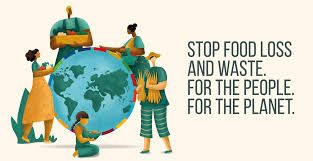 STOP FOOD LOSS
AND WASTE.
FOR THE PEOPLE.
FOR THE PLANET.